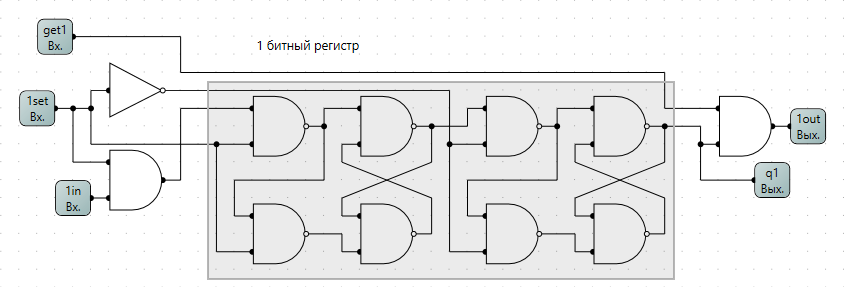 get1
Вх.
1 битный регистр
1set
Вх.
1in
Вх.
1out
Вых.
q1
Вых.